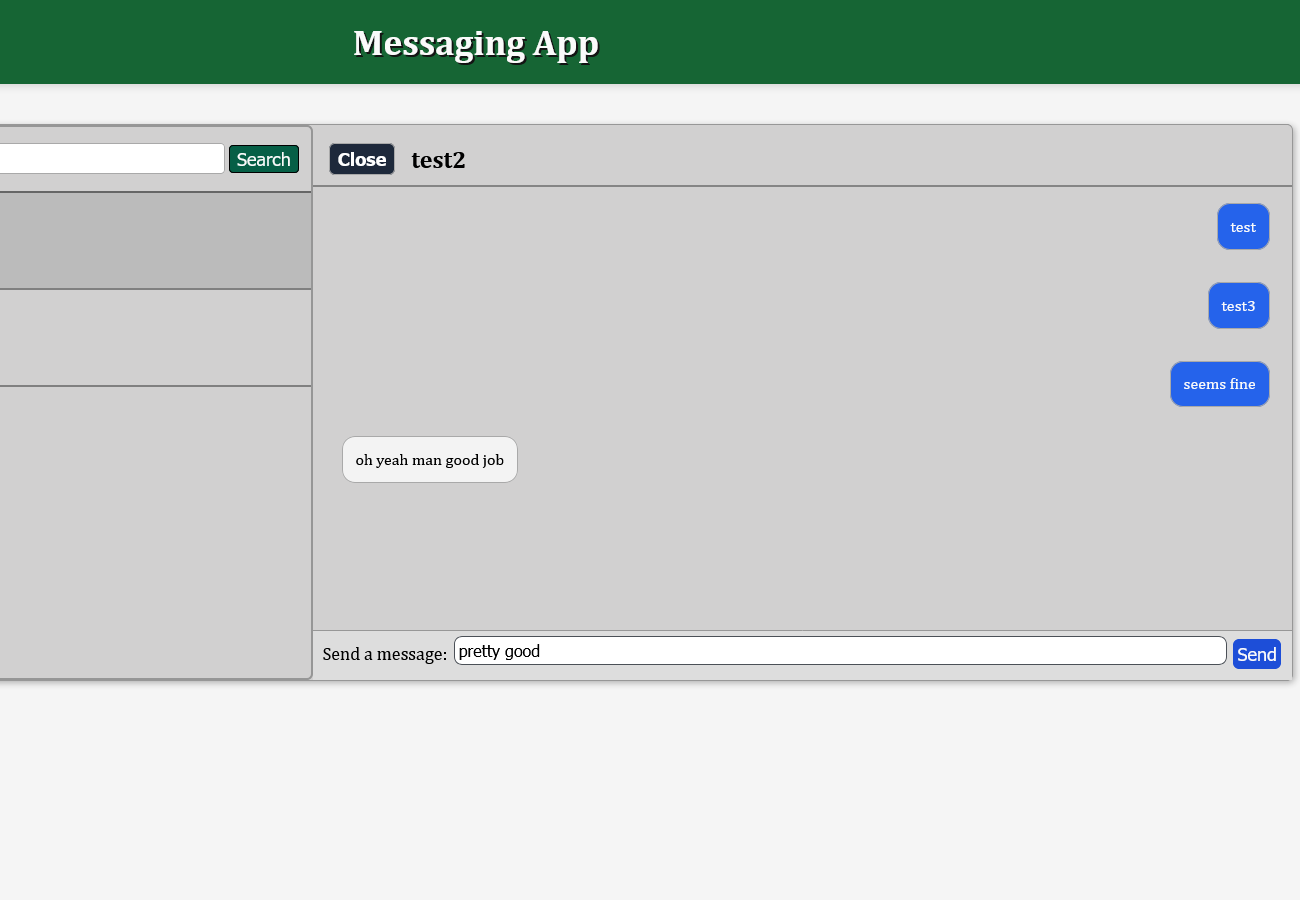 Messaging App
Search
Close test2
test
test3
seems fine
oh yeah man good job
Send a message: pretty good Send